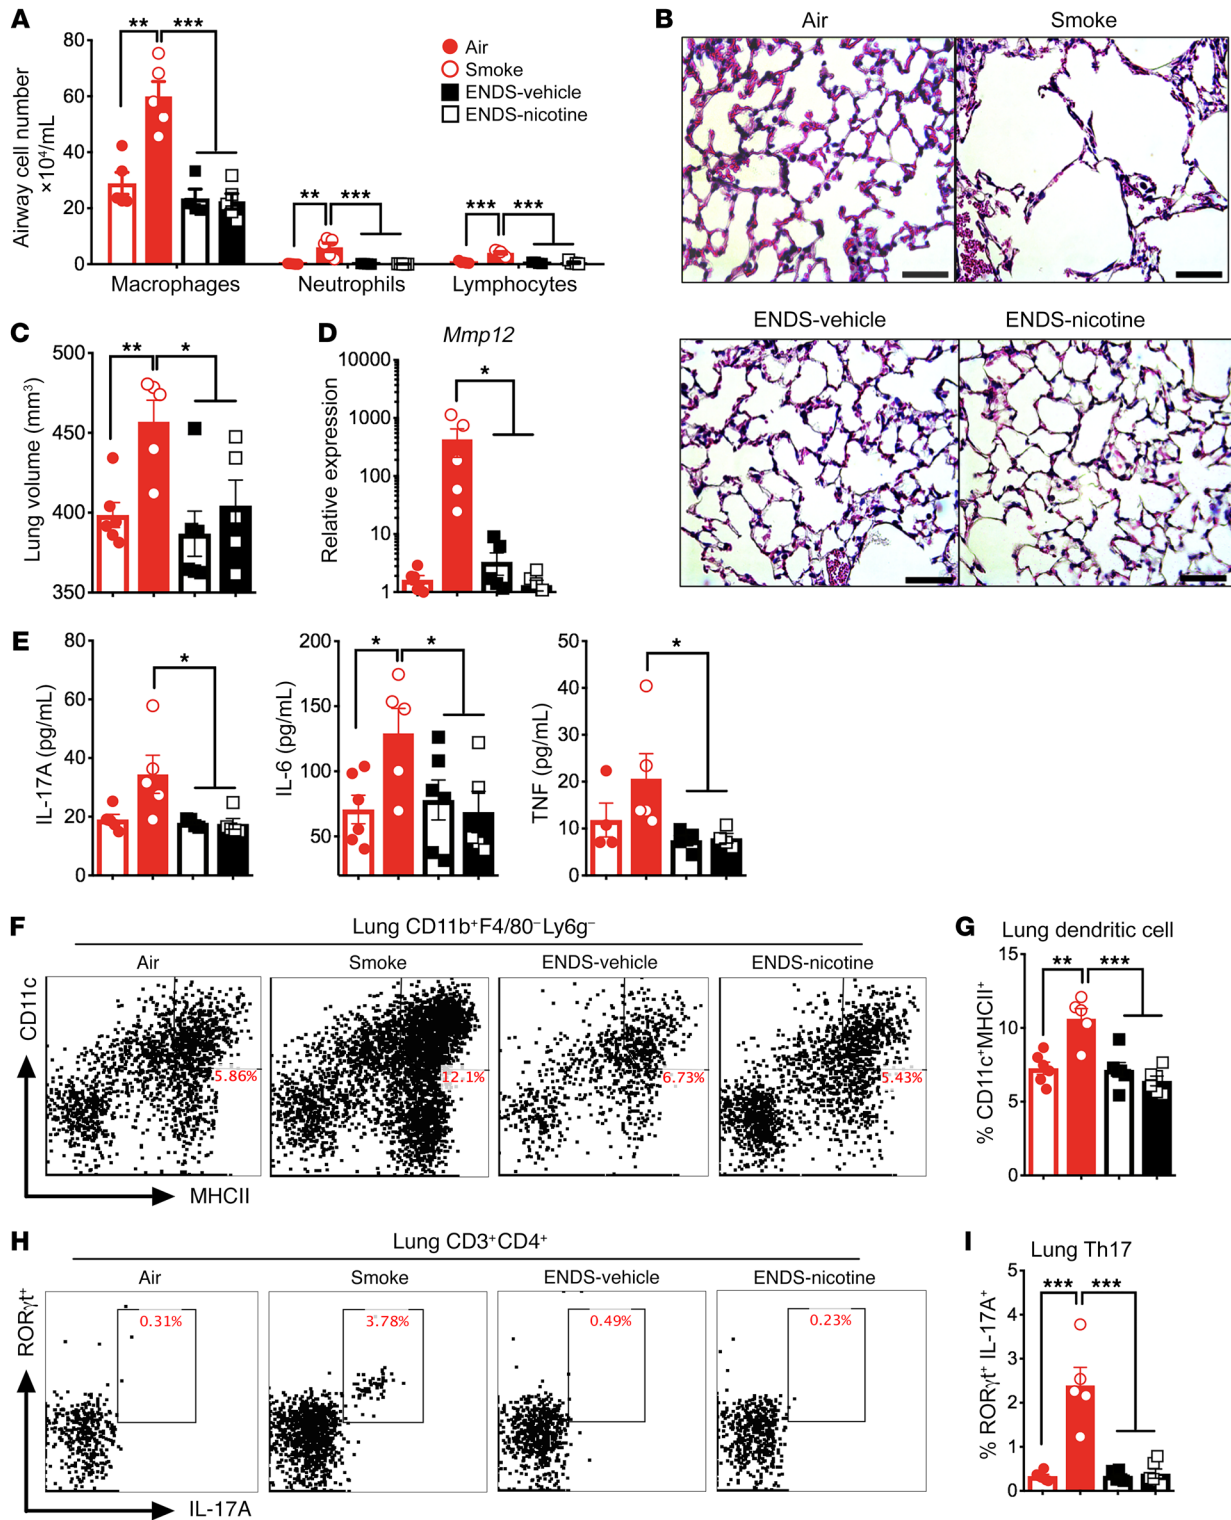 A
Airway cell number
×10⁴/mL
80
60
40
20
0
**
***
**
***
***
***
Macrophages
Neutrophils
Lymphocytes
Air
Smoke
ENDS-vehicle
ENDS-nicotine
B
Air
Smoke
ENDS-vehicle
ENDS-nicotine
C
Lung volume (mm³)
500
450
400
350
**
*
D
Mmp12
Relative expression
10000
1000
100
10
1
*
E
IL-17A (pg/mL)
80
60
40
20
0
*
IL-6 (pg/mL)
200
150
100
50
*
*
TNF (pg/mL)
50
40
30
20
10
0
*
F
Lung CD11b⁺F4/80⁻Ly6g⁻
Air
Smoke
ENDS-vehicle
ENDS-nicotine
CD11c
5.86%
12.1%
6.73%
5.43%
MHCII
G
Lung dendritic cell
% CD11c⁺MHCII⁺
15
10
5
0
**
***
H
Lung CD3⁺CD4⁺
Air
Smoke
ENDS-vehicle
ENDS-nicotine
RORγt⁺
0.31%
3.78%
0.49%
0.23%
IL-17A
I
Lung Th17
% RORγt⁺ IL-17A⁺
5
4
3
2
1
0
***
***